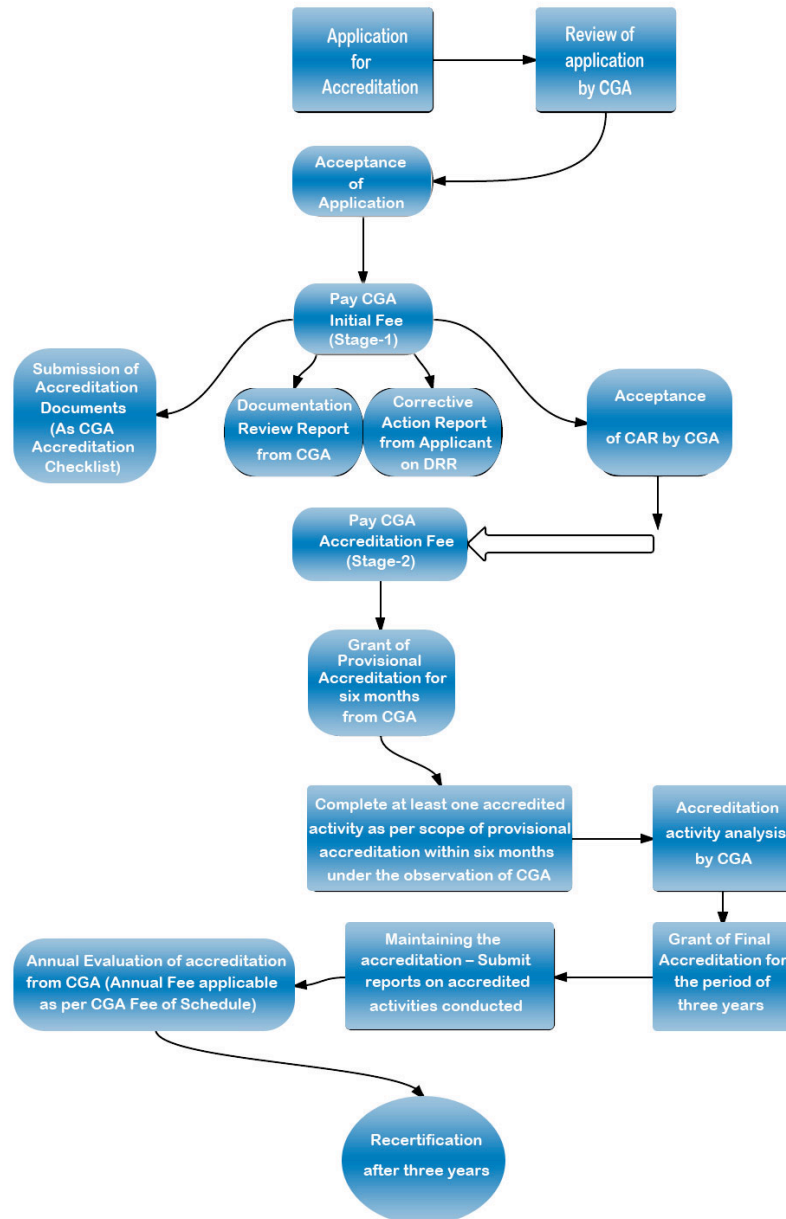 Application
for
Accreditation
Review of
application
by CGA
Acceptance
of
Application
Pay CGA
Initial Fee
(Stage-1)
Submission of
Accreditation
Documents
(As CGA
Accreditation
Checklist)
Documentation
Review Report
from CGA
Corrective
Action Report
from Applicant
on DRR
Acceptance
of CAR by CGA
Pay CGA
Accreditation Fee
(Stage-2)
Grant of
Provisional
Accreditation for
six months
from CGA
Complete at least one accredited
activity as per scope of provisional
accreditation within six months
under the observation of CGA
Accreditation
activity analysis
by CGA
Grant of Final
Accreditation for
the period of
three years
Maintaining the
accreditation – Submit
reports on accredited
activities conducted
Annual Evaluation of accreditation
from CGA (Annual Fee applicable
as per CGA Fee of Schedule)
Recertification
after three years